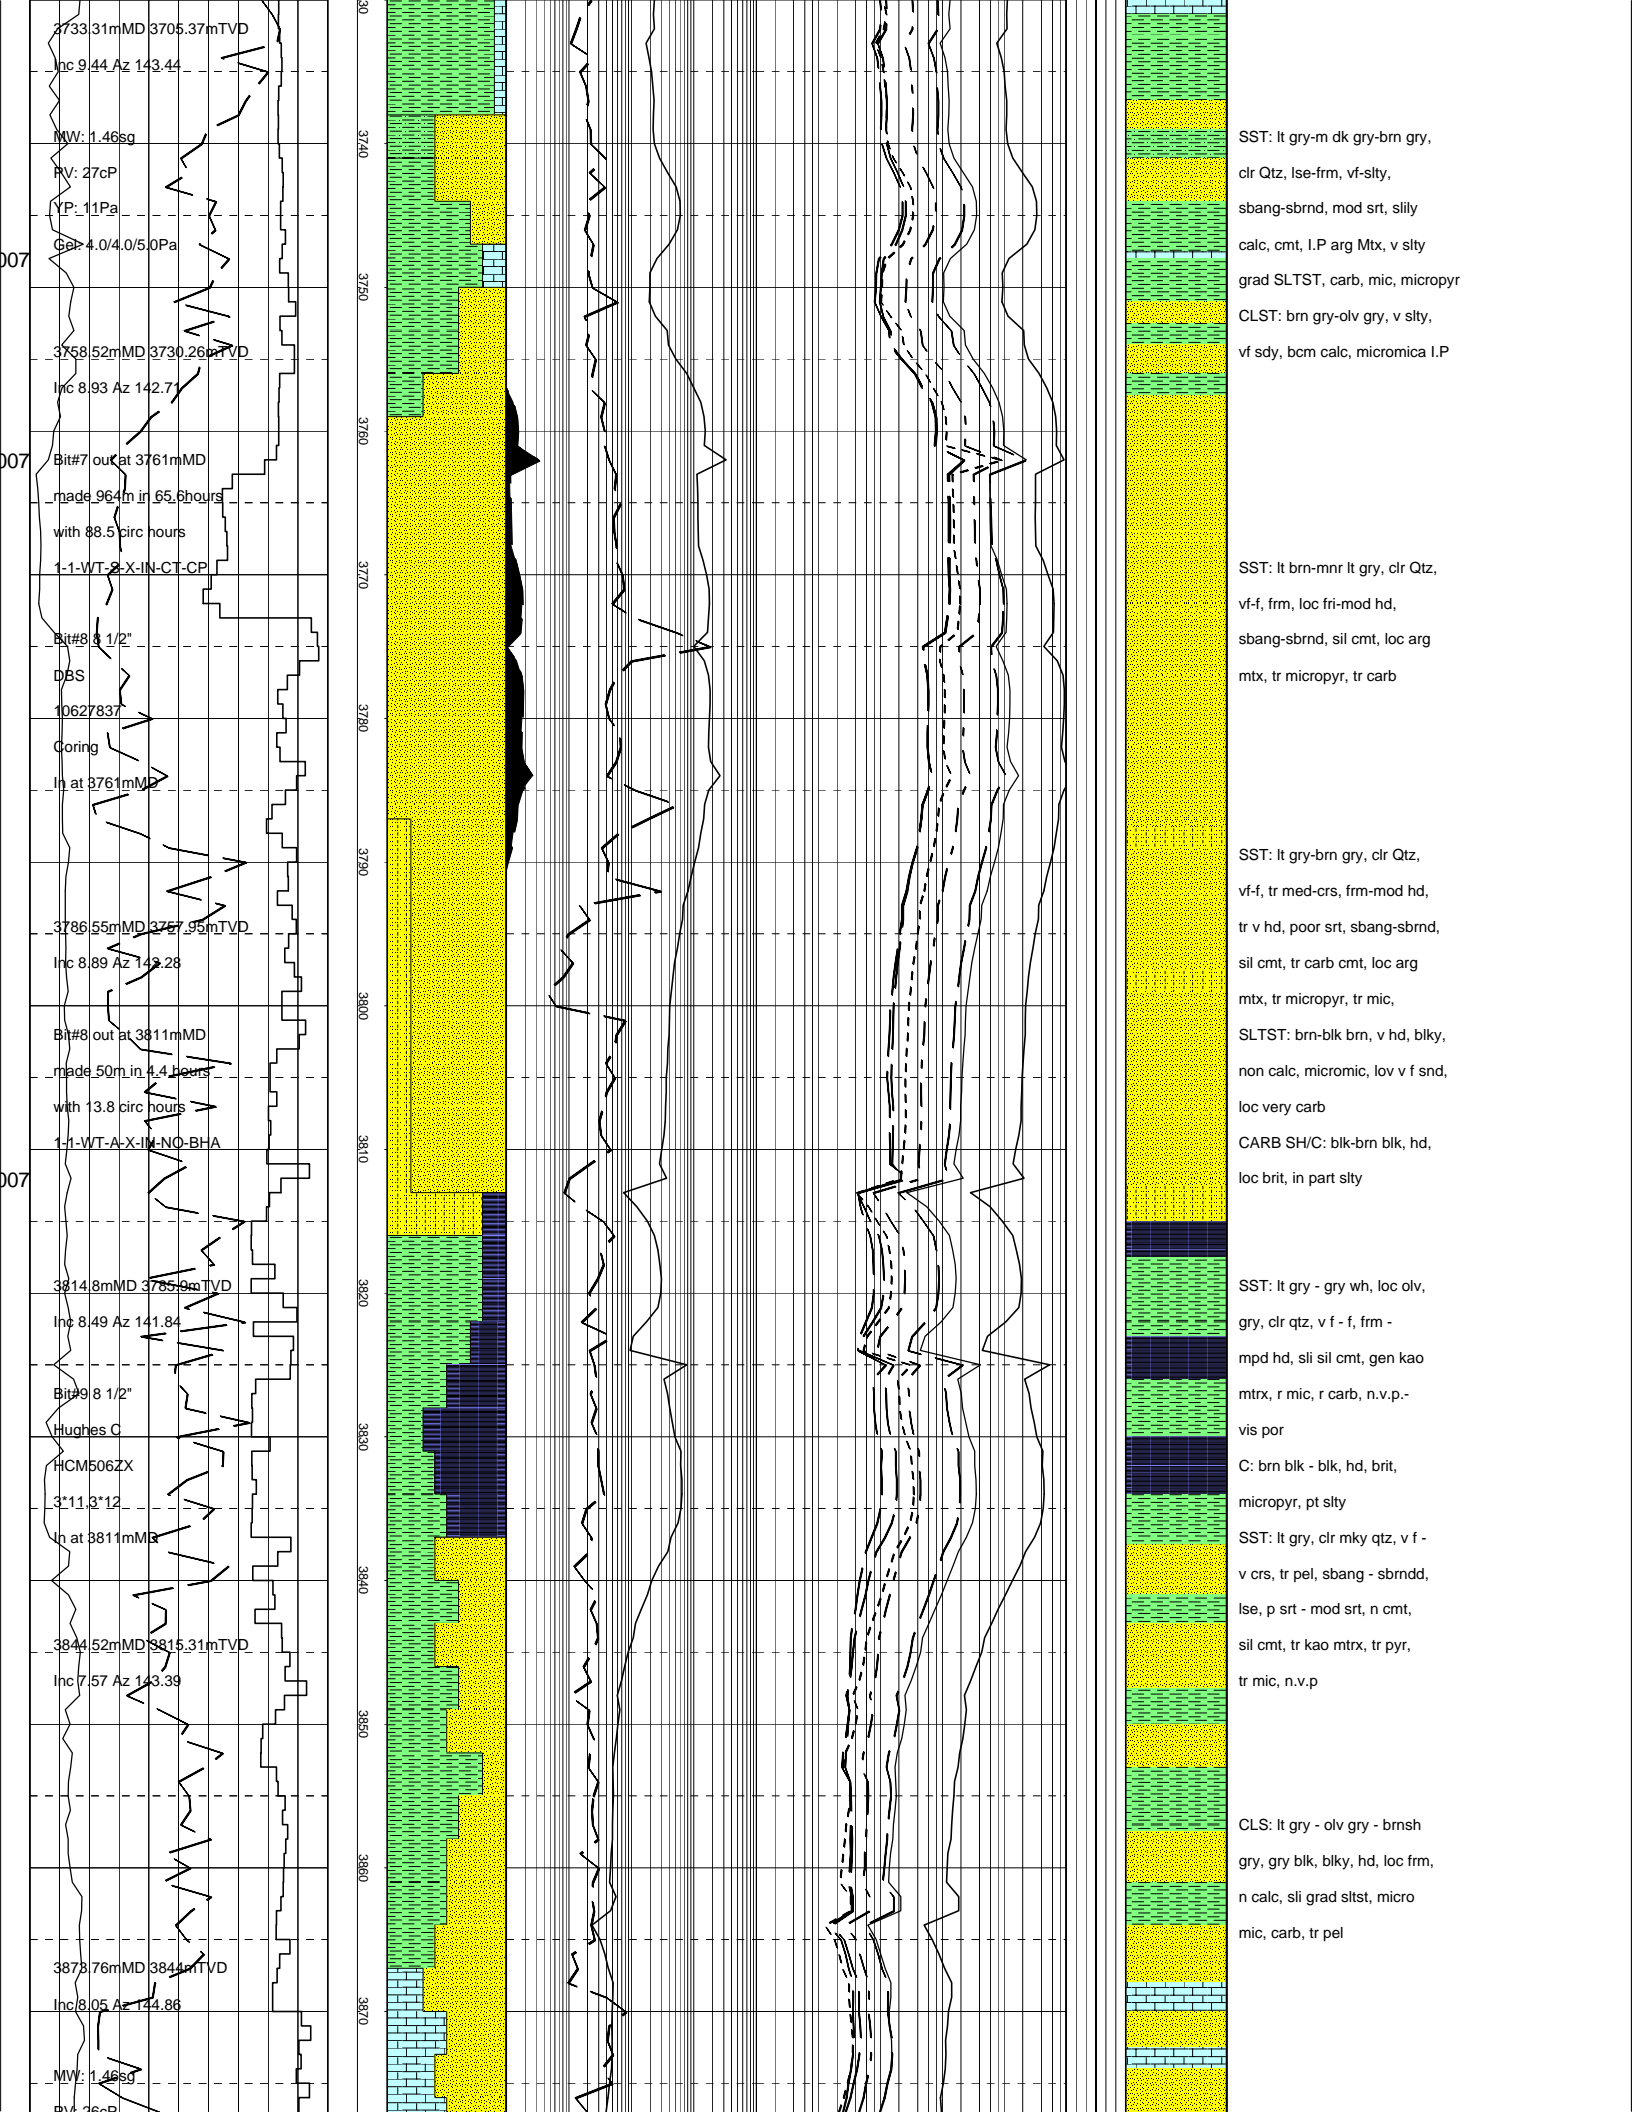 3733.31mMD 3705.37mTVD
Inc 9.44 Az 143.44
MW: 1.46sg
PV: 27cP
YP: 11Pa
Gel: 4.0/4.0/5.0Pa
007
3758.52mMD 3730.26mTVD
Inc 8.93 Az 142.71
007
Bit#7 out at 3761mMD
made 964m in 65.6hours
with 88.5 circ hours
1-1-WT-S-X-IN-CT-CP
Bit#8 8 1/2"
DBS
10627837
Coring
In at 3761mMD
3786.55mMD 3757.95mTVD
Inc 8.89 Az 143.28
Bit#8 out at 3811mMD
made 50m in 4.4 hours
with 13.8 circ hours
1-1-WT-A-X-IN-NO-BHA
007
3814.8mMD 3785.9mTVD
Inc 8.49 Az 141.84
Bit#9 8 1/2"
Hughes C
HCM506ZX
3*11,3*12
In at 3811mMD
3844.52mMD 3815.31mTVD
Inc 7.57 Az 143.39
3873.76mMD 3844mTVD
Inc 8.05 Az 144.86
MW: 1.46sg
PV: 26cP
30
3740
3750
3760
3770
3780
3790
3800
3810
3820
3830
3840
3850
3860
3870
SST: lt gry-m dk gry-brn gry,
clr Qtz, lse-frm, vf-slty,
sbang-sbrnd, mod srt, slily
calc, cmt, I.P arg Mtx, v slty
grad SLTST, carb, mic, micropyr
CLST: brn gry-olv gry, v slty,
vf sdy, bcm calc, micromica I.P
SST: lt brn-mnr lt gry, clr Qtz,
vf-f, frm, loc fri-mod hd,
sbang-sbrnd, sil cmt, loc arg
mtx, tr micropyr, tr carb
SST: lt gry-brn gry, clr Qtz,
vf-f, tr med-crs, frm-mod hd,
tr v hd, poor srt, sbang-sbrnd,
sil cmt, tr carb cmt, loc arg
mtx, tr micropyr, tr mic,
SLTST: brn-blk brn, v hd, blky,
non calc, micromic, lov v f snd,
loc very carb
CARB SH/C: blk-brn blk, hd,
loc brit, in part slty
SST: lt gry - gry wh, loc olv,
gry, clr qtz, v f - f, frm -
mpd hd, sli sil cmt, gen kao
mtrx, r mic, r carb, n.v.p.-
vis por
C: brn blk - blk, hd, brit,
micropyr, pt slty
SST: lt gry, clr mky qtz, v f -
v crs, tr pel, sbang - sbrndd,
lse, p srt - mod srt, n cmt,
sil cmt, tr kao mtrx, tr pyr,
tr mic, n.v.p
CLS: lt gry - olv gry - brnsh
gry, gry blk, blky, hd, loc frm,
n calc, sli grad sltst, micro
mic, carb, tr pel